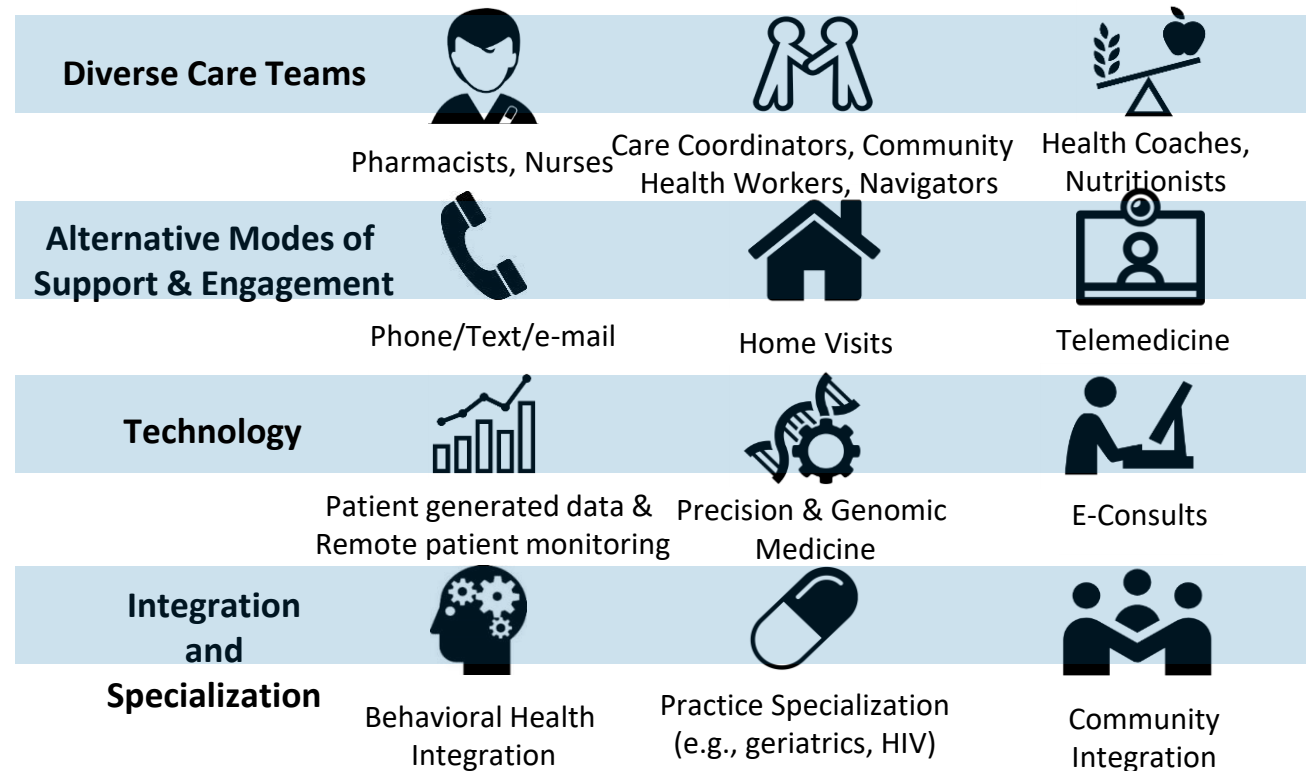 Diverse Care Teams
Pharmacists, Nurses
Care Coordinators, Community
Health Workers, Navigators
Health Coaches,
Nutritionists
Alternative Modes of
Support & Engagement
Phone/Text/e-mail
Home Visits
Telemedicine
Technology
Patient generated data &
Remote patient monitoring
Precision & Genomic
Medicine
E-Consults
Integration
and
Specialization
Behavioral Health
Integration
Practice Specialization
(e.g., geriatrics, HIV)
Community
Integration